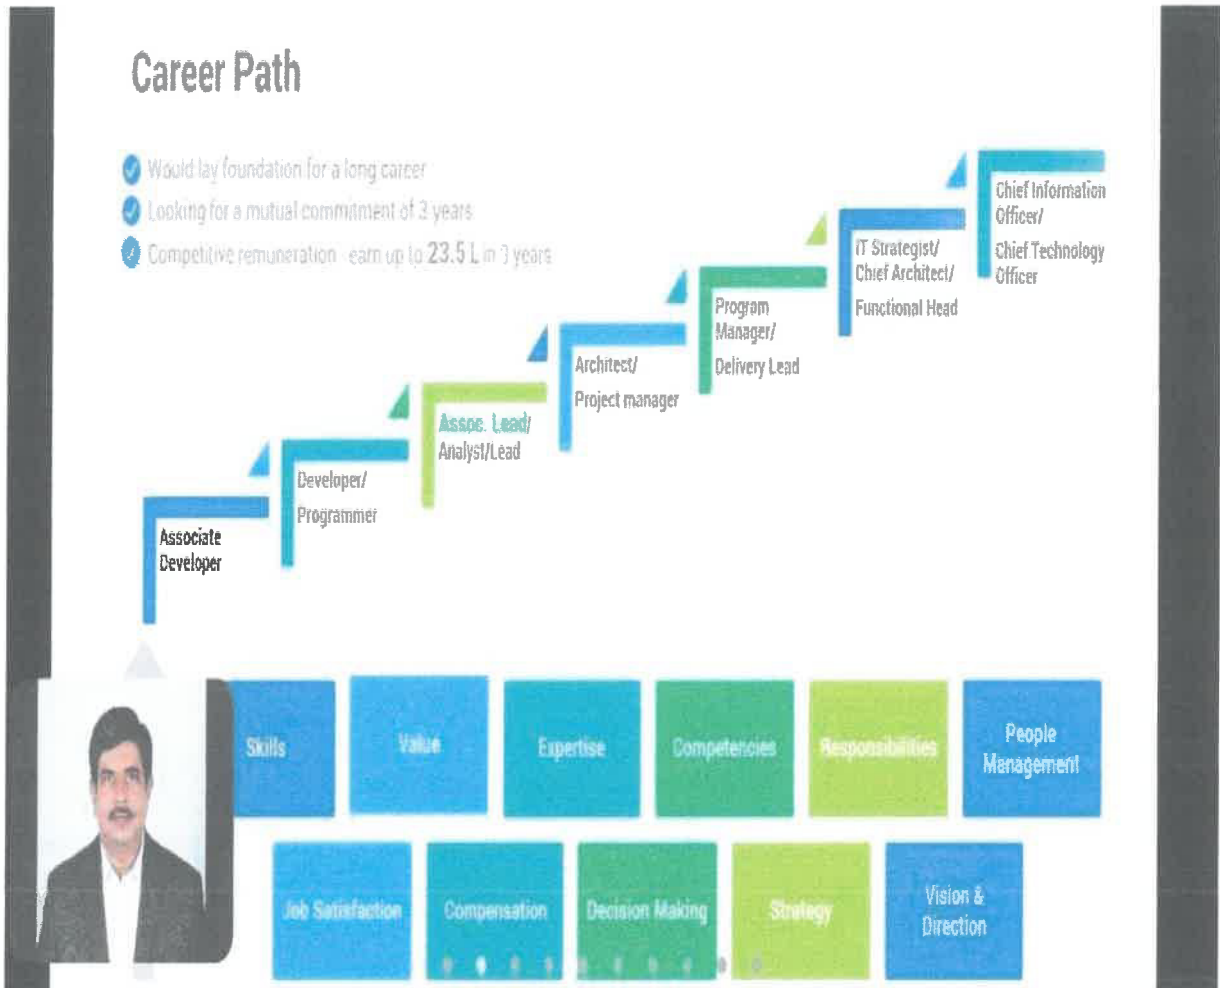 Career Path
Would lay foundation for a long career
Looking for a mutual commitment of 3 years
Competitive remuneration earn up to 23.5 L in 3 years
Chief Information
Officer/
Chief Technology
Officer
IT Strategist/
Chief Architect/
Functional Head
Program
Manager/
Delivery Lead
Architect/
Project manager
Assoc. Lead/
Analyst/Lead
Developer/
Programmer
Associate
Developer
Skills
Value
Expertise
Competencies
Responsibilities
People
Management
Job Satisfaction
Compensation
Decision Making
Strategy
Vision &
Direction